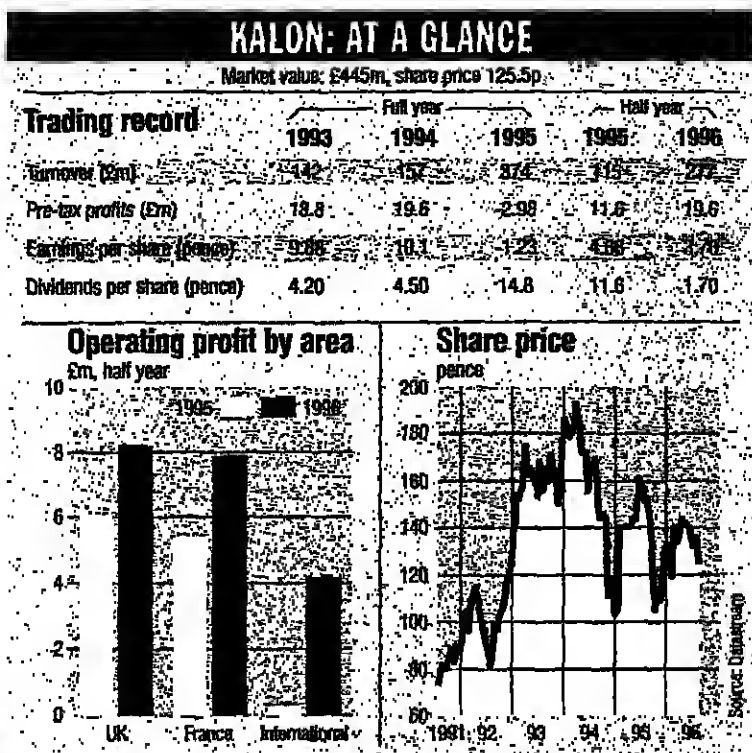 KALON: AT A GLANCE
Market value: £445m, share price 125.5p
Trading record
Full year
Half year
1993 1994 1995 1995 1996
Turnover (£m) 142 157 374 115
Pre-tax profits (£m) 18.8 19.6 2.98 11.6 19.6
Earnings per share (pence) 10.1 1.23
Dividends per share (pence) 4.20 4.50 14.8 11.6 1.70
Operating profit by area
£m, half year
1995 1996
10
8
6
4
2
0
UK France International
Share price
pence
200
180
160
140
120
100
80
60
1991 92 93 94 95 96
Source: Datastream